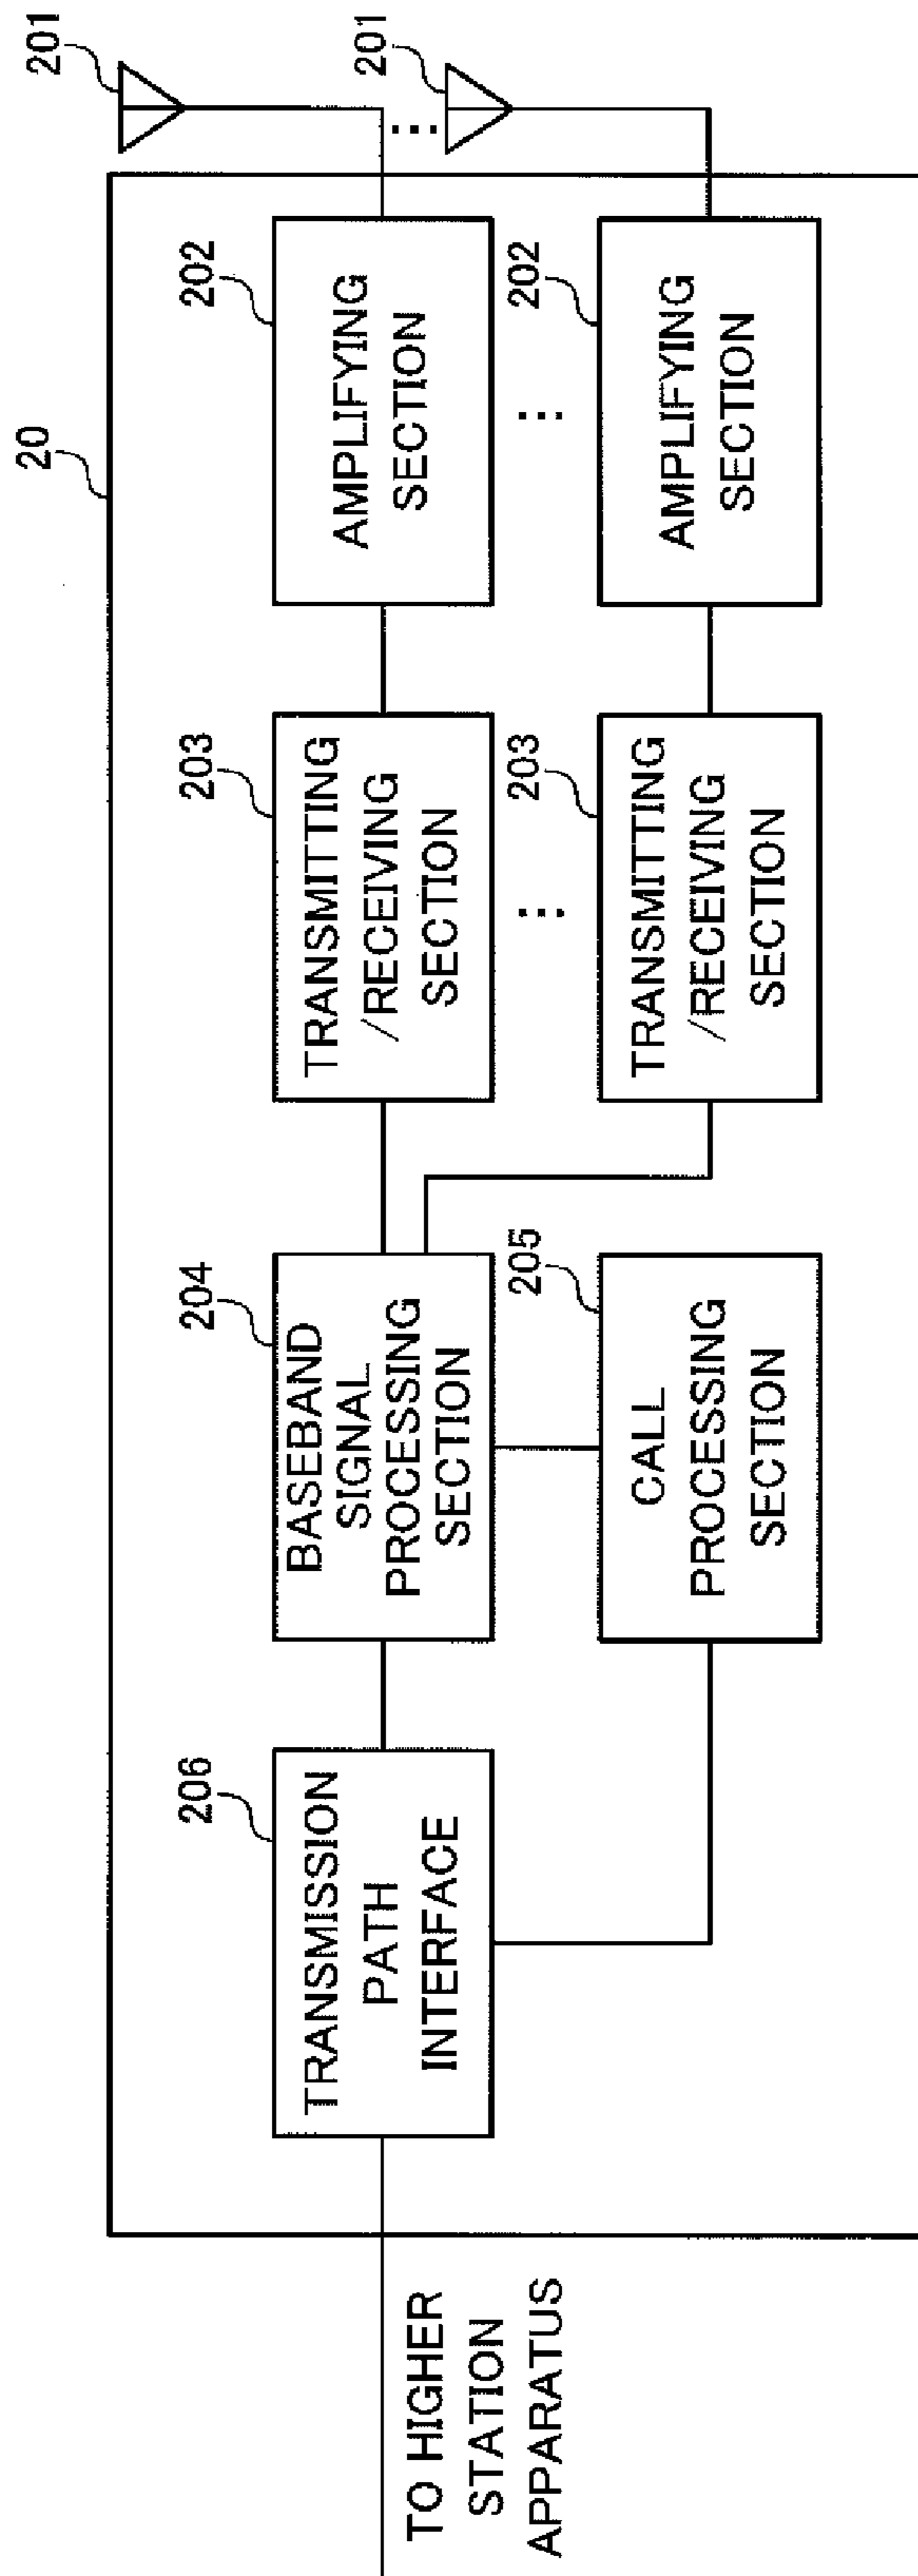 20
201
201
206
TRANSMISSION
PATH
INTERFACE
204
BASEBAND
SIGNAL
PROCESSING
SECTION
203
TRANSMITTING
/RECEIVING
SECTION
202
AMPLIFYING
SECTION
...
...
...
205
CALL
PROCESSING
SECTION
203
TRANSMITTING
/RECEIVING
SECTION
202
AMPLIFYING
SECTION
TO HIGHER
STATION
APPARATUS